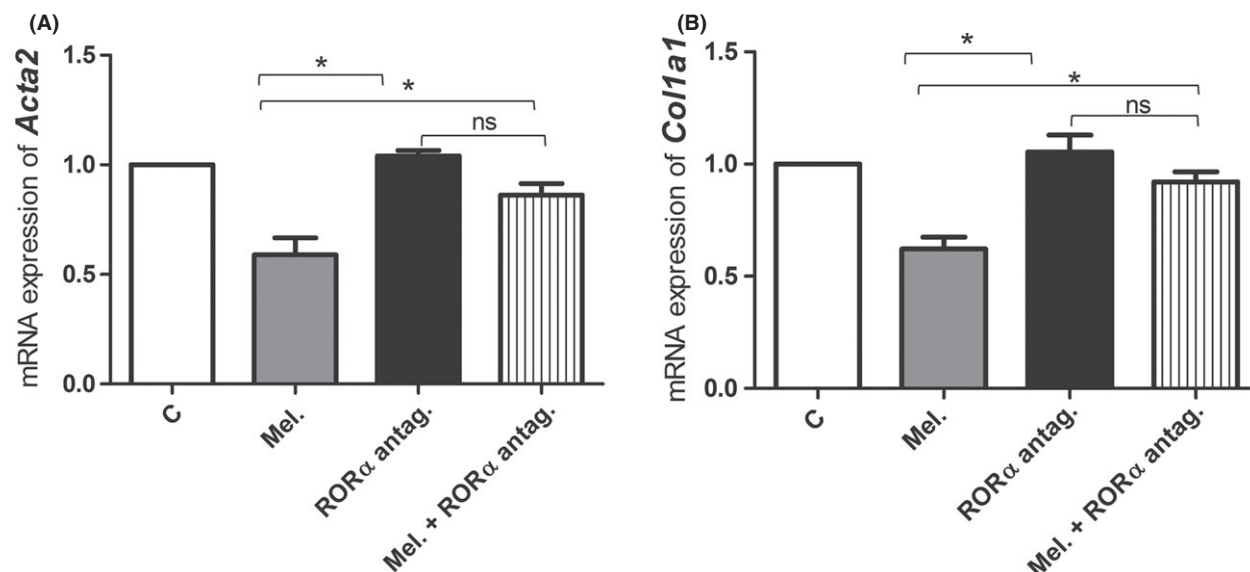 (A)
mRNA expression of Acta2
1.5
1.0
0.5
0.0
*
*
ns
C
Mel.
RORα antag.
Mel. + RORα antag.
(B)
mRNA expression of Col1a1
1.5
1.0
0.5
0.0
*
*
ns
C
Mel.
RORα antag.
Mel. + RORα antag.